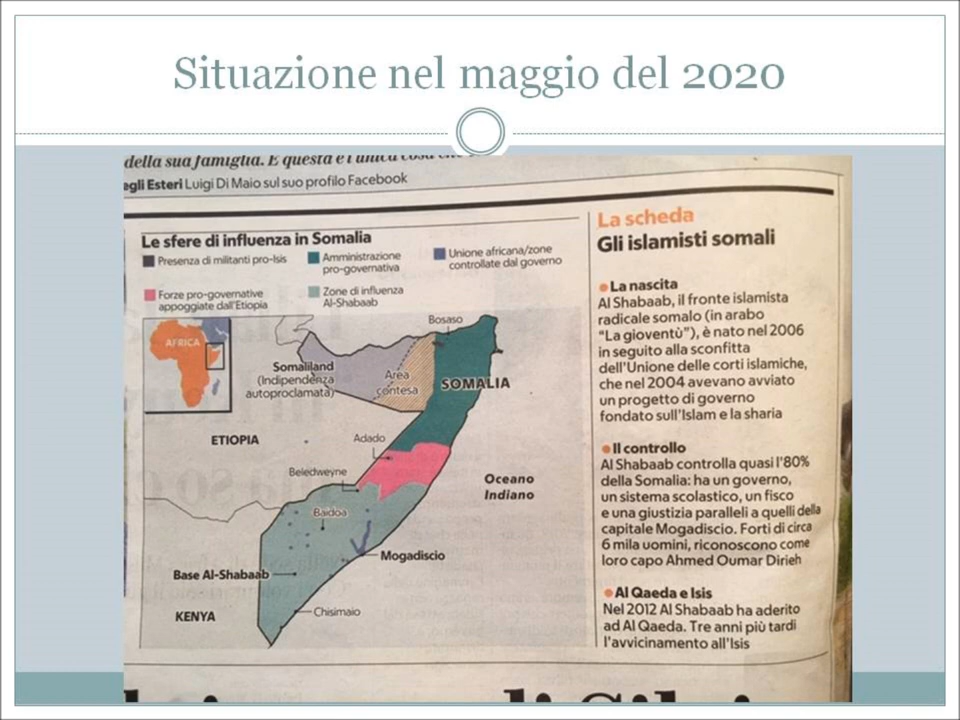 Situazione nel maggio del 2020
della sua famiglia. E questa è l'unica cosa che
egli Esteri Luigi Di Maio sul suo profilo Facebook
Le sfere di influenza in Somalia
Presenza di militanti pro-Isis
Amministrazione
pro-governativa
Unione africana/zone
controllate dal governo
Forze pro-governative
appoggiate dall'Etiopia
Zone di influenza
Al-Shabaab
AFRICA
Bosaso
Somaliland
(Indipendenza
autoproclamata)
Area
contesa
SOMALIA
ETIOPIA
Adado
Beledweyne
Oceano
Indiano
Baidoa
Mogadiscio
Base Al-Shabaab
KENYA
Chisimaio
La scheda
Gli islamisti somali
La nascita
Al Shabaab, il fronte islamista
radicale somalo (in arabo
"La gioventù"), è nato nel 2006
in seguito alla sconfitta
dell'Unione delle corti islamiche,
che nel 2004 avevano avviato
un progetto di governo
fondato sull'Islam e la sharia
Il controllo
Al Shabaab controlla quasi l'80%
della Somalia: ha un governo,
un sistema scolastico, un fisco
e una giustizia paralleli a quelli della
capitale Mogadiscio. Forti di circa
6 mila uomini, riconoscono come
loro capo Ahmed Oumar Dirieh
Al Qaeda e Isis
Nel 2012 Al Shabaab ha aderito
ad Al Qaeda. Tre anni più tardi
l'avvicinamento all'Isis